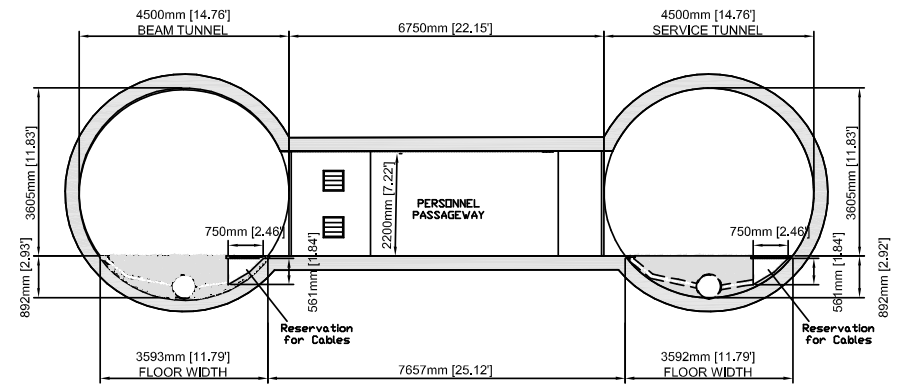 4500mm [14.76']
BEAM TUNNEL
6750mm [22.15']
4500mm [14.76']
SERVICE TUNNEL
3605mm [11.83']
2200mm [7.22']
PERSONNEL
PASSAGEWAY
3605mm [11.83']
750mm [2.46']
750mm [2.46']
892mm [2.93']
561mm [1.84']
561mm [1.84']
892mm [2.92']
Reservation
for Cables
Reservation
for Cables
3593mm [11.79']
FLOOR WIDTH
7657mm [25.12']
3592mm [11.79']
FLOOR WIDTH